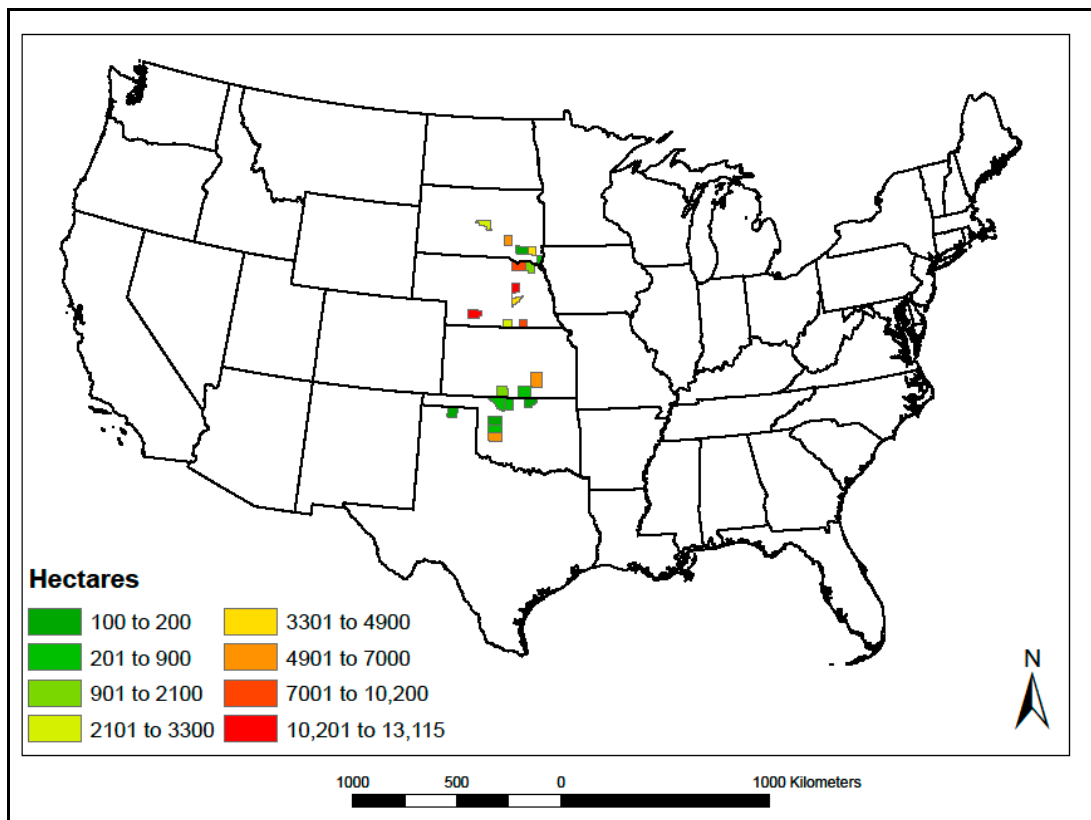 Hectares
100 to 200
201 to 900
901 to 2100
2101 to 3300
3301 to 4900
4901 to 7000
7001 to 10,200
10,201 to 13,115
N
1000 500 0 1000 Kilometers